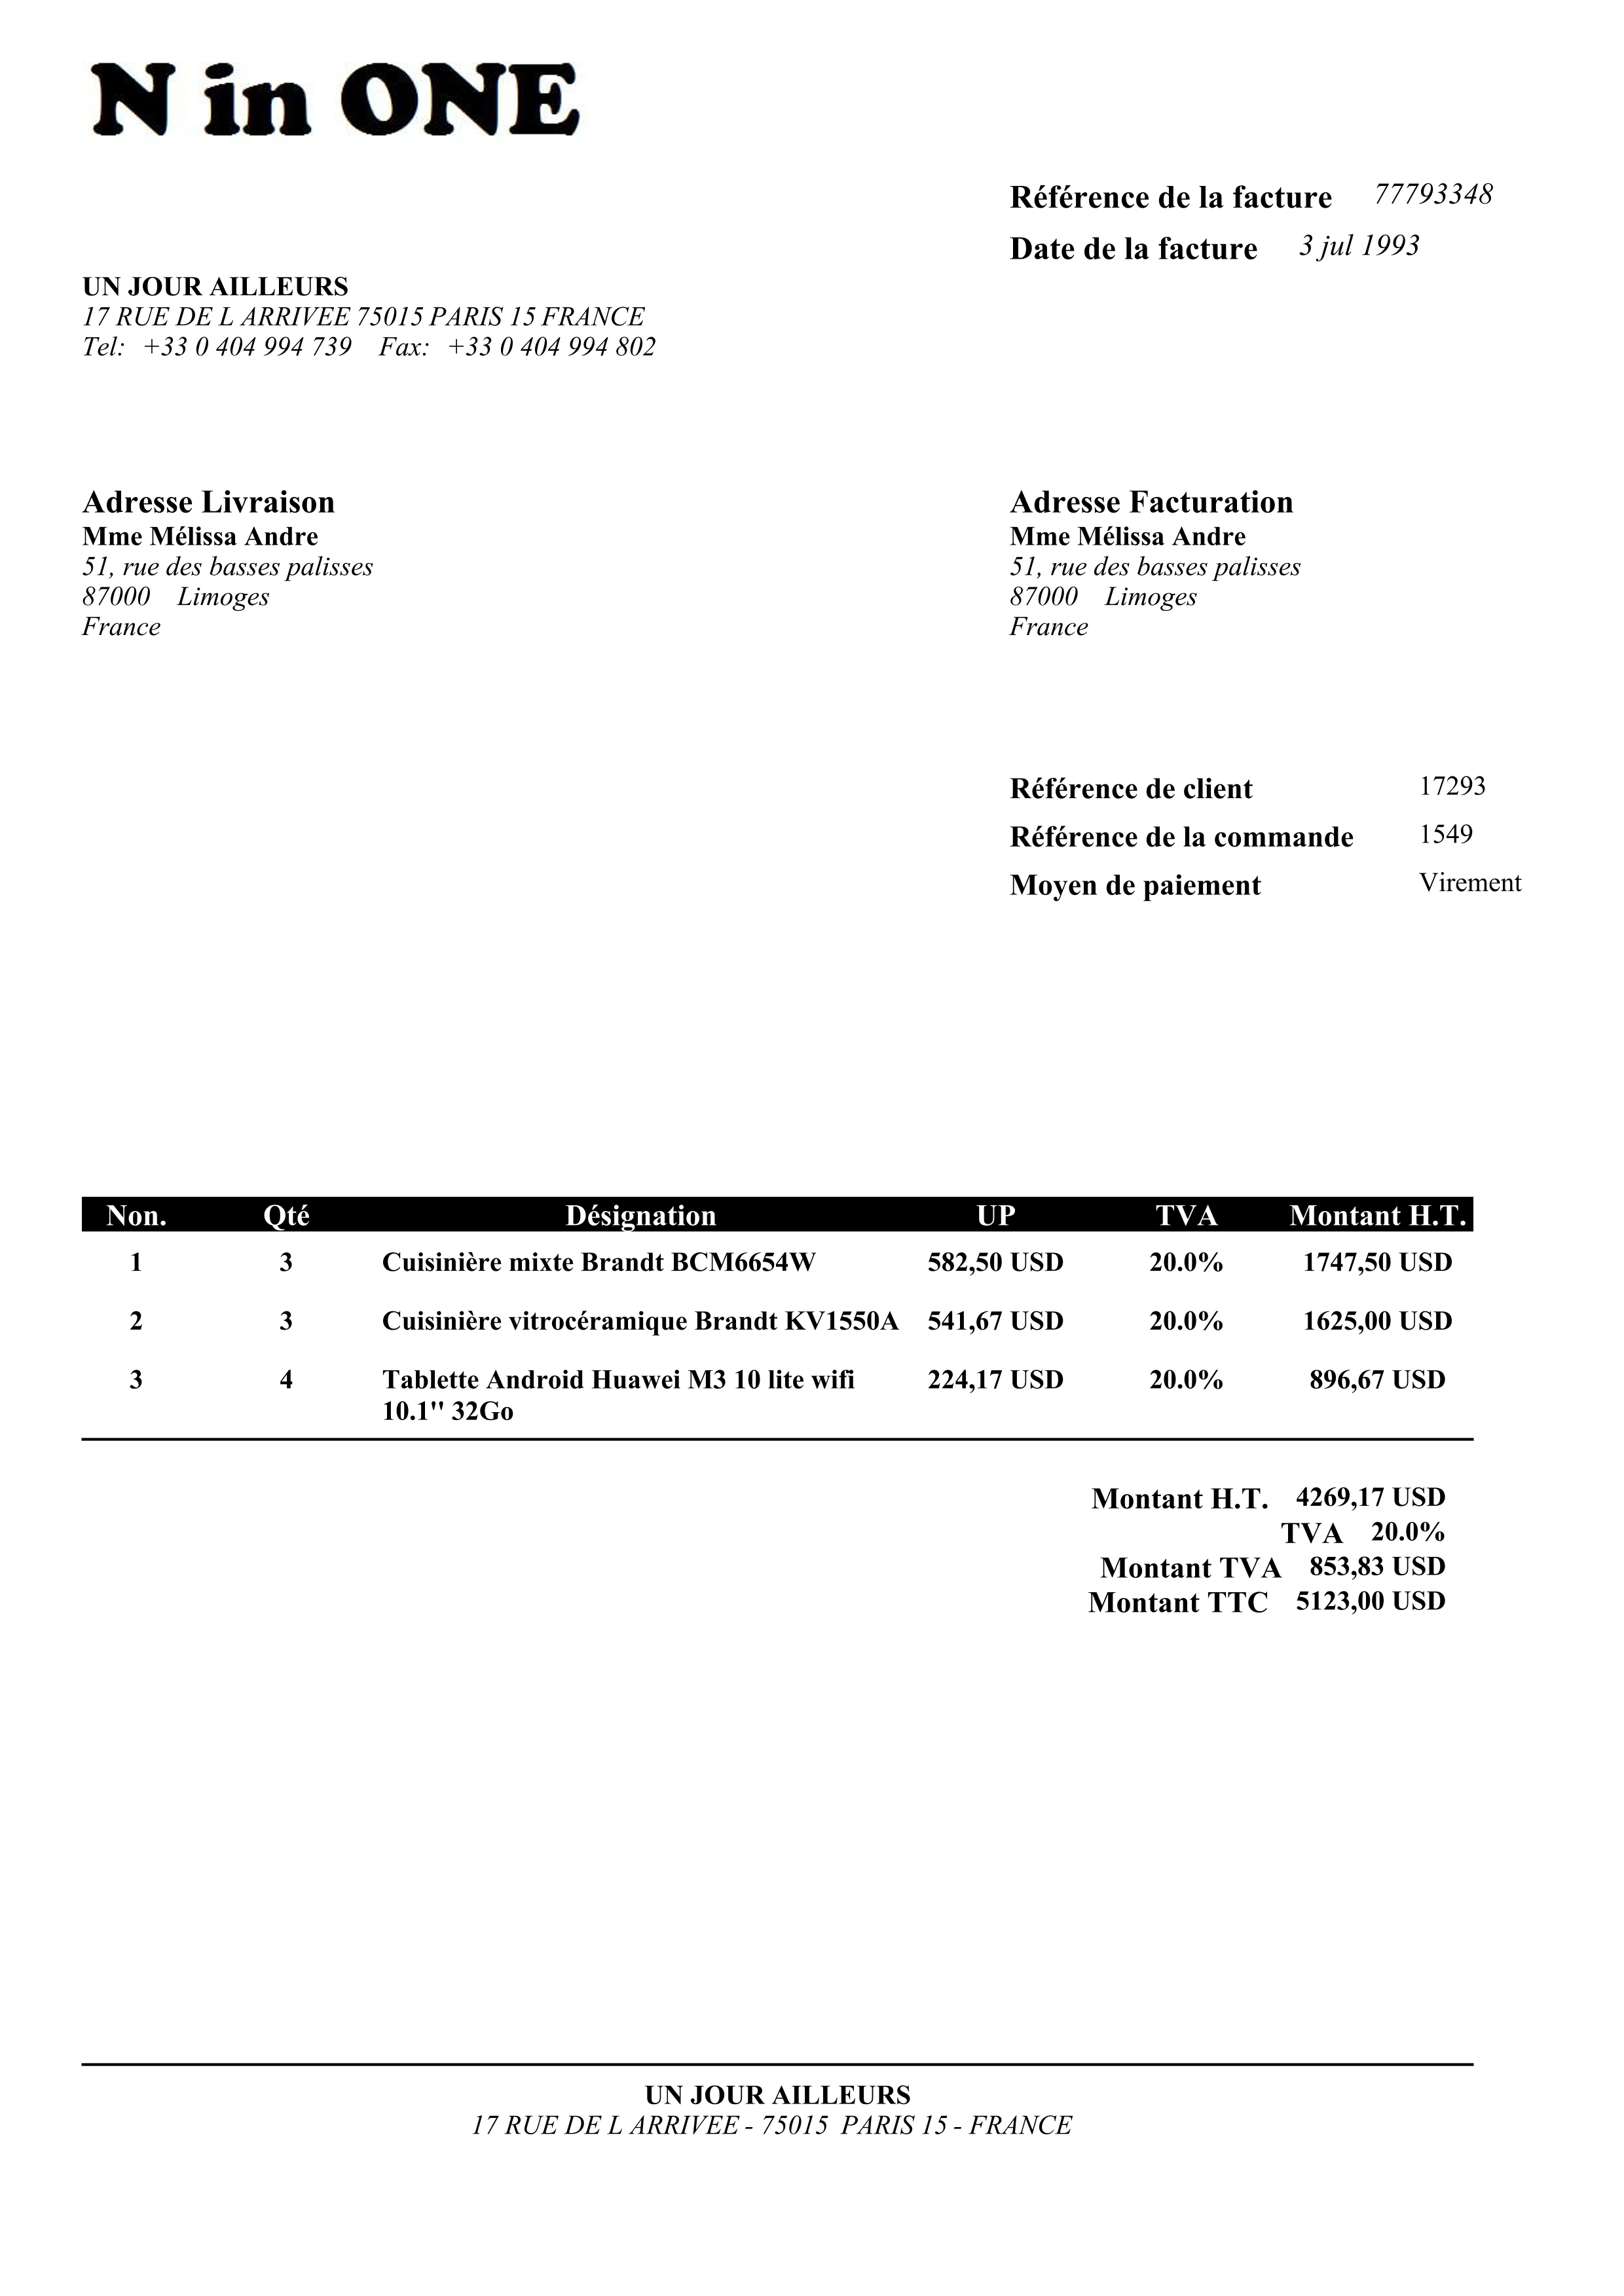 N in ONE
Référence de la facture 77793348
Date de la facture 3 jul 1993
UN JOUR AILLEURS
17 RUE DE L ARRIVEE 75015 PARIS 15 FRANCE
Tel: +33 0 404 994 739 Fax: +33 0 404 994 802
Adresse Livraison
Mme Mélissa Andre
51, rue des basses palisses
87000 Limoges
France
Adresse Facturation
Mme Mélissa Andre
51, rue des basses palisses
87000 Limoges
France
Référence de client 17293
Référence de la commande 1549
Moyen de paiement Virement
Non. Qté Désignation UP TVA Montant H.T.
1 3 Cuisinière mixte Brandt BCM6654W 582,50 USD 20.0% 1747,50 USD
2 3 Cuisinière vitrocéramique Brandt KV1550A 541,67 USD 20.0% 1625,00 USD
3 4 Tablette Android Huawei M3 10 lite wifi 224,17 USD 20.0% 896,67 USD
10.1'' 32Go
Montant H.T. 4269,17 USD
TVA 20.0%
Montant TVA 853,83 USD
Montant TTC 5123,00 USD
UN JOUR AILLEURS
17 RUE DE L ARRIVEE - 75015 PARIS 15 - FRANCE